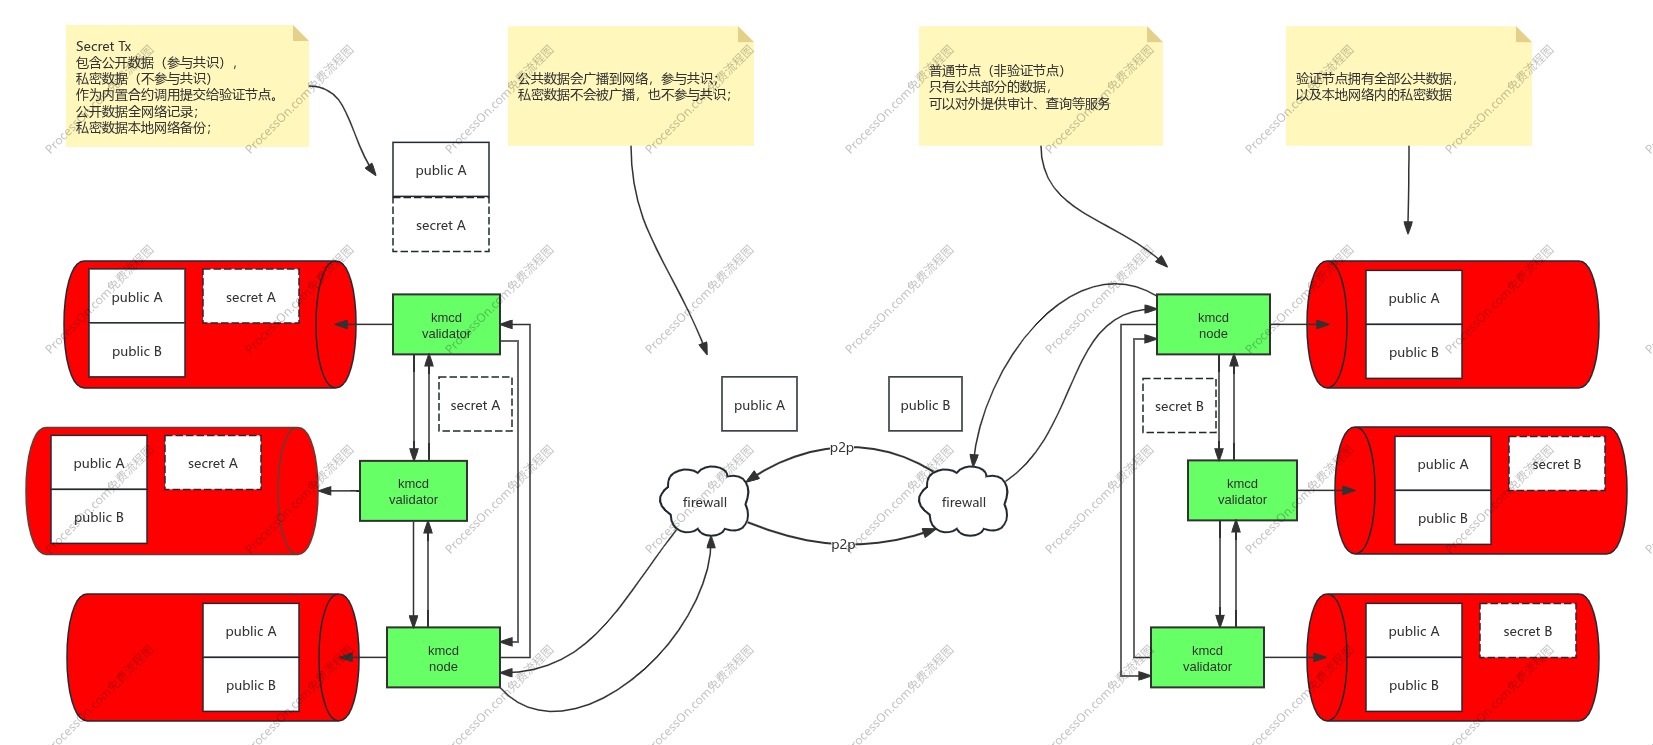 Secret Tx
包含公开数据（参与共识），
私密数据（不参与共识）
作为内置合约调用提交给验证节点。
公开数据全网络记录；
私密数据本地网络备份；
公共数据会广播到网络，参与共识；
私密数据不会被广播，也不参与共识；
普通节点（非验证节点）
只有公共部分的数据，
可以对外提供审计、查询等服务
验证节点拥有全部公共数据，
以及本地网络内的私密数据
public A
secret A
public A
secret A
public B
kmcd
validator
secret A
public A
secret A
public B
kmcd
validator
public A
public B
kmcd
node
public A
public B
p2p
firewall
firewall
p2p
kmcd
node
public A
public B
secret B
kmcd
validator
public A
secret B
public B
kmcd
validator
public A
secret B
public B
ProcessOn.com免费流程图